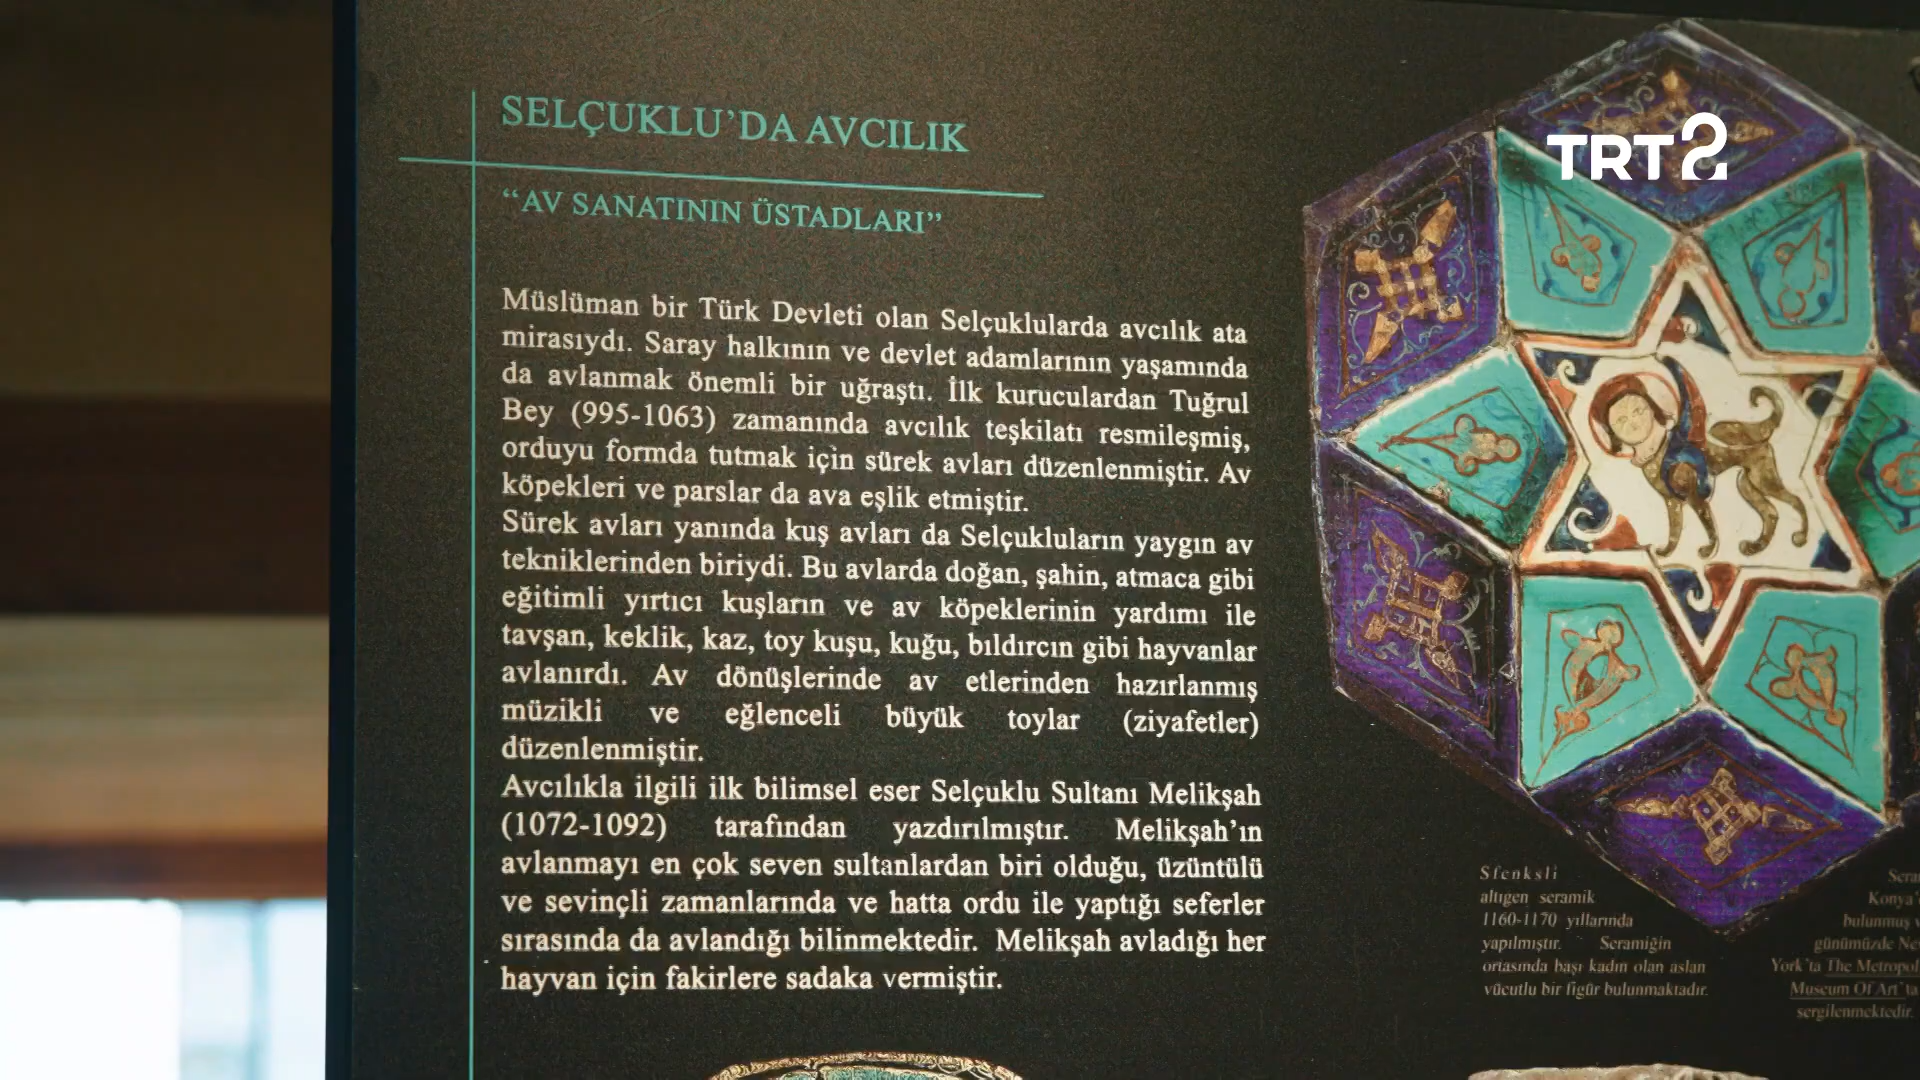 SELÇUKLU’DA AVCILIK
“AV SANATININ ÜSTADLARI”
Müslüman bir Türk Devleti olan Selçuklularda avcılık ata
mirasıydı. Saray halkının ve devlet adamlarının yaşamında
da avlanmak önemli bir uğraştı. İlk kuruculardan Tuğrul
Bey (995-1063) zamanında avcılık teşkilatı resmileşmiş,
orduyu formda tutmak için sürek avları düzenlenmiştir. Av
köpekleri ve parslar da ava eşlik etmiştir.
Sürek avları yanında kuş avları da Selçukluların yaygın av
tekniklerinden biriydi. Bu avlarda doğan, şahin, atmaca gibi
eğitimli yırtıcı kuşların ve av köpeklerinin yardımı ile
tavşan, keklik, kaz, toy kuşu, kuğu, bıldırcın gibi hayvanlar
avlanırdı. Av dönüşlerinde av etlerinden hazırlanmış
müzikli ve eğlenceli büyük toylar (ziyafetler)
düzenlenmiştir.
Avcılıkla ilgili ilk bilimsel eser Selçuklu Sultanı Melikşah
(1072-1092) tarafından yazdırılmıştır. Melikşah’ın
avlanmayı en çok seven sultanlardan biri olduğu, üzüntülü
ve sevinçli zamanlarında ve hatta ordu ile yaptığı seferler
sırasında da avlandığı bilinmektedir. Melikşah avladığı her
hayvan için fakirlere sadaka vermiştir.
TRT2
Sfenksli
altıgen seramik
1160-1170 yıllarında
yapılmıştır. Seramiğin
ortasında başı kadın olan aslan
vücutlu bir figür bulunmaktadır.
Konya’
bulunmuş
günümüzde
York’ta The Metropol
Museum Of Art’ ta
sergilenmektedir.